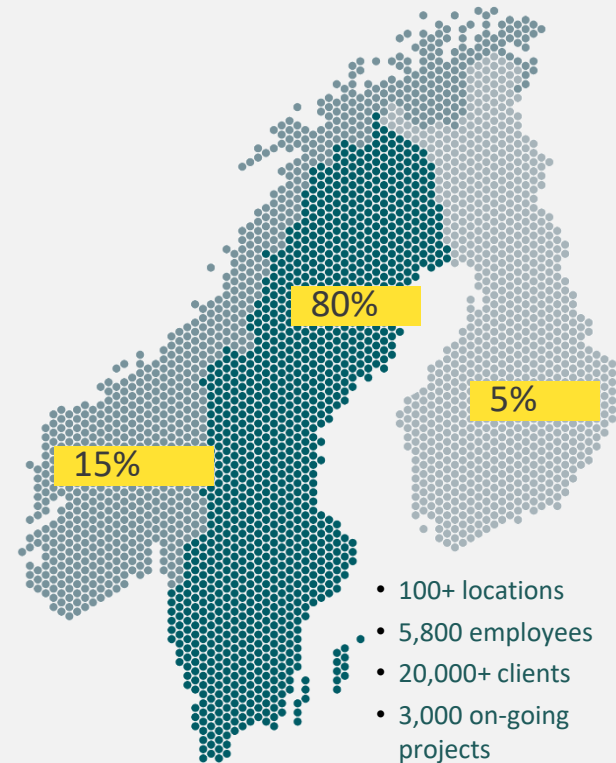 80%
5%
15%
• 100+ locations
• 5,800 employees
• 20,000+ clients
• 3,000 on-going
projects